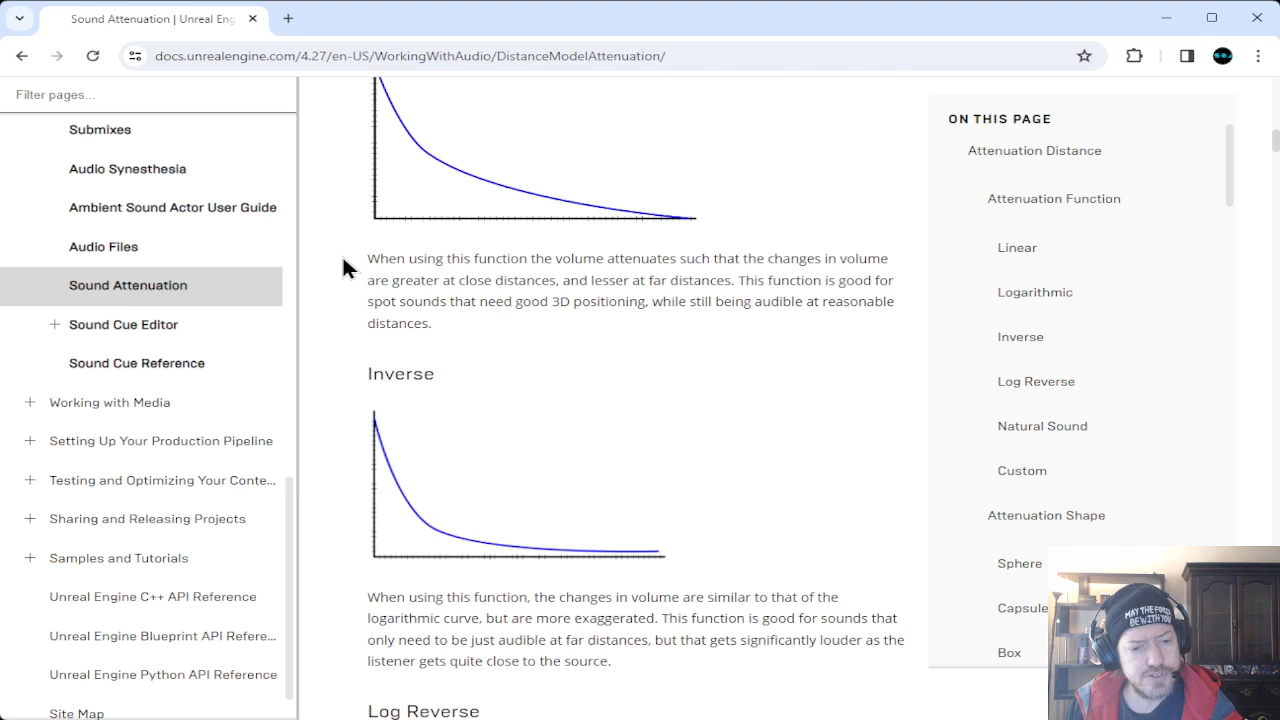 Sound Attenuation | Unreal Eng
docs.unrealengine.com/4.27/en-US/WorkingWithAudio/DistanceModelAttenuation/
Filter pages...
Submixes
Audio Synesthesia
Ambient Sound Actor User Guide
Audio Files
Sound Attenuation
Sound Cue Editor
Sound Cue Reference
Working with Media
Setting Up Your Production Pipeline
Testing and Optimizing Your Conte...
Sharing and Releasing Projects
Samples and Tutorials
Unreal Engine C++ API Reference
Unreal Engine Blueprint API Refere...
Unreal Engine Python API Reference
Site Map
When using this function the volume attenuates such that the changes in volume
are greater at close distances, and lesser at far distances. This function is good for
spot sounds that need good 3D positioning, while still being audible at reasonable
distances.
Inverse
When using this function, the changes in volume are similar to that of the
logarithmic curve, but are more exaggerated. This function is good for sounds that
only need to be just audible at far distances, but that gets significantly louder as the
listener gets quite close to the source.
Log Reverse
ON THIS PAGE
Attenuation Distance
Attenuation Function
Linear
Logarithmic
Inverse
Log Reverse
Natural Sound
Custom
Attenuation Shape
Sphere
Capsule
Box
MAY THE FORCE
BE WITH YOU
STAR WARS